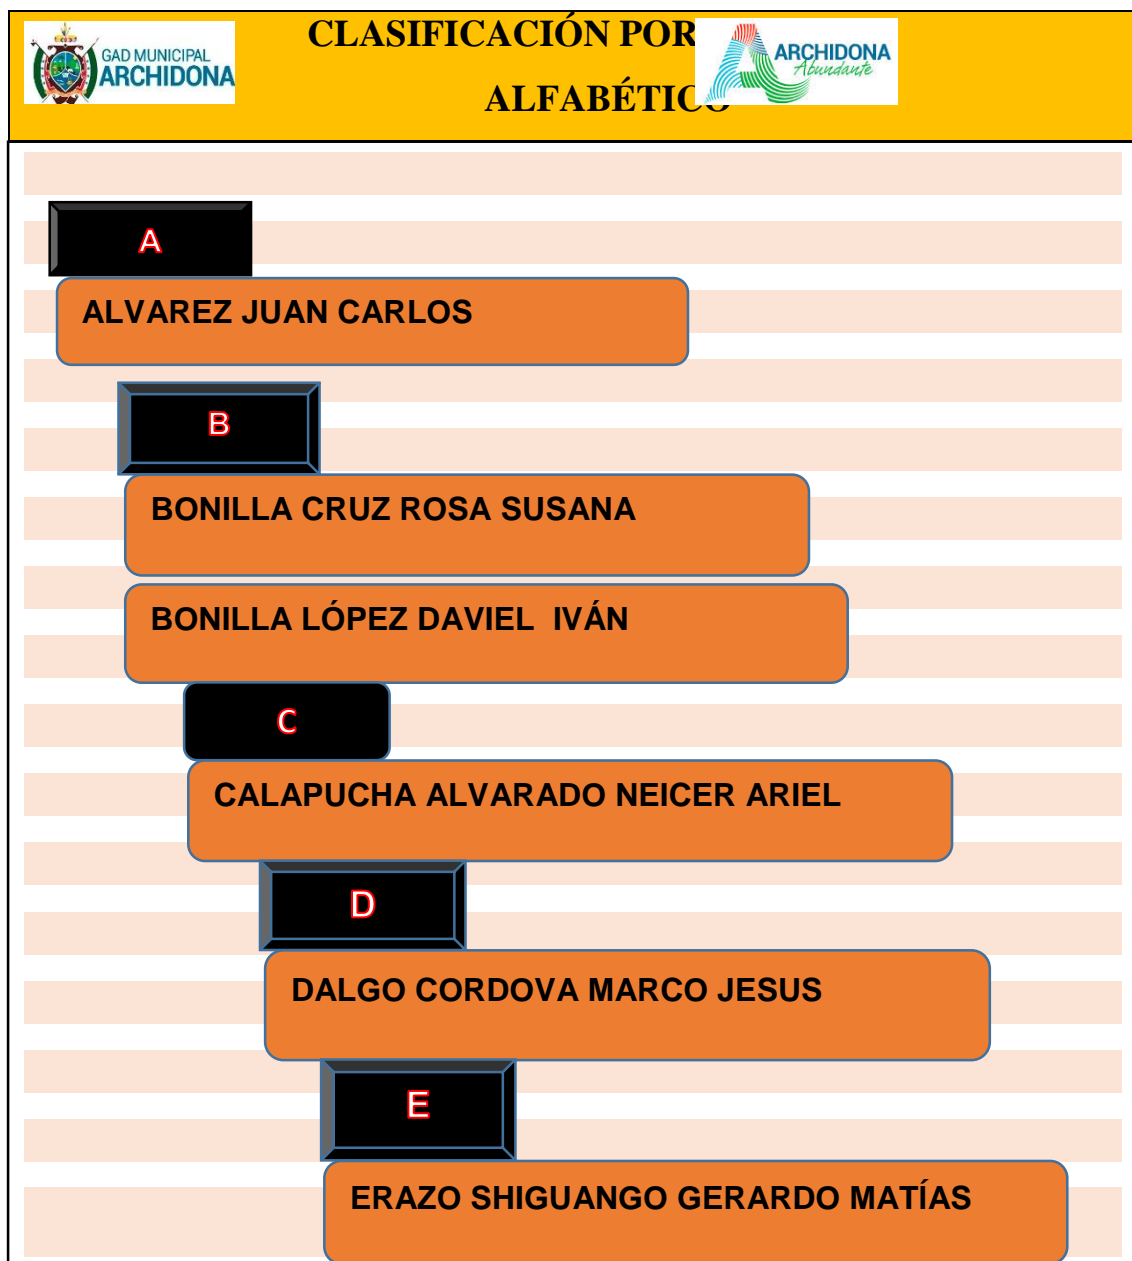 GAD MUNICIPAL
ARCHIDONA
CLASIFICACIÓN POR
ALFABÉTICO
ARCHIDONA
Abundante
A
ALVAREZ JUAN CARLOS
B
BONILLA CRUZ ROSA SUSANA
BONILLA LÓPEZ DAVIEL  IVÁN
C
CALAPUCHA ALVARADO NEICER ARIEL
D
DALGO CORDOVA MARCO JESUS
E
ERAZO SHIGUANGO GERARDO MATÍAS